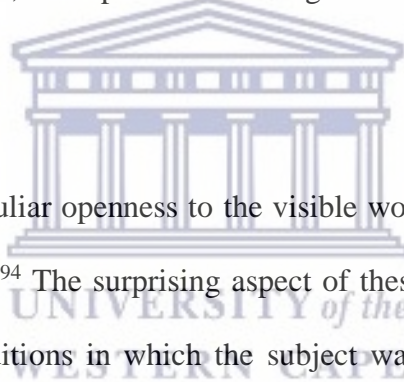 uliar openness to the visible wo
94 The surprising aspect of thes
UNIVERSITY of the
ditions in which the subject wa
WESTERN CAPE